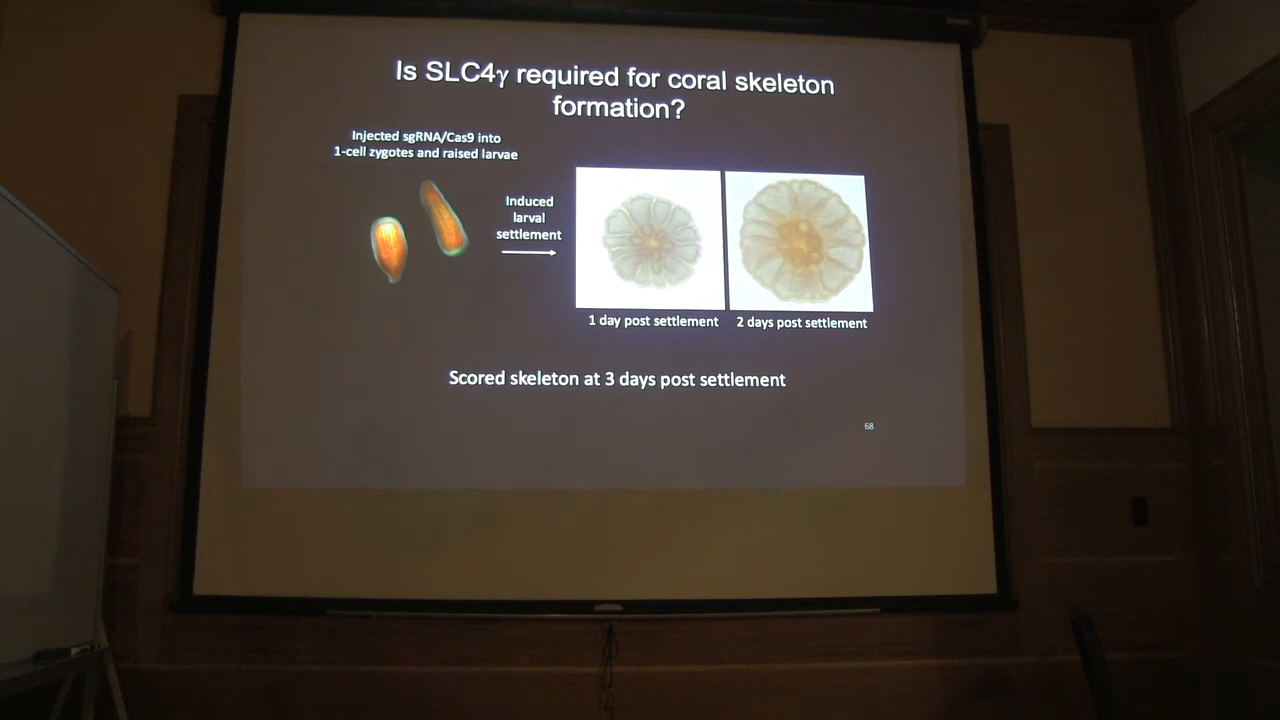 Is SLC4γ required for coral skeleton
formation?
Injected sgRNA/Cas9 into
1-cell zygotes and raised larvae
Induced
larval
settlement
1 day post settlement
2 days post settlement
Scored skeleton at 3 days post settlement
68